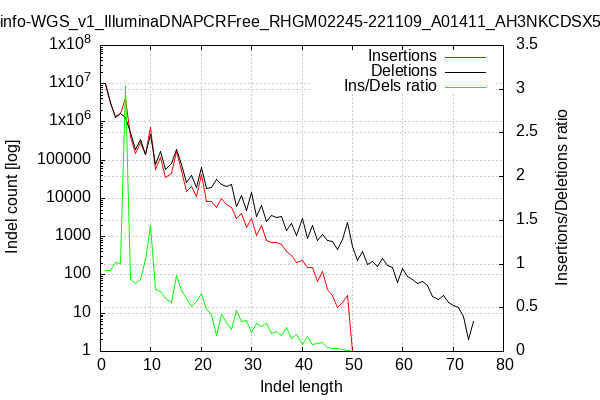 info-WGS_v1_IlluminaDNAPCRFree_RHGM02245-221109_A01411_AH3NKCDSX5
Insertions
Deletions
Ins/Dels ratio
1x10^8
1x10^7
1x10^6
100000
10000
1000
100
10
1
Indel count [log]
3.5
3
2.5
2
1.5
1
0.5
0
Insertions/Deletions ratio
0 10 20 30 40 50 60 70 80
Indel length